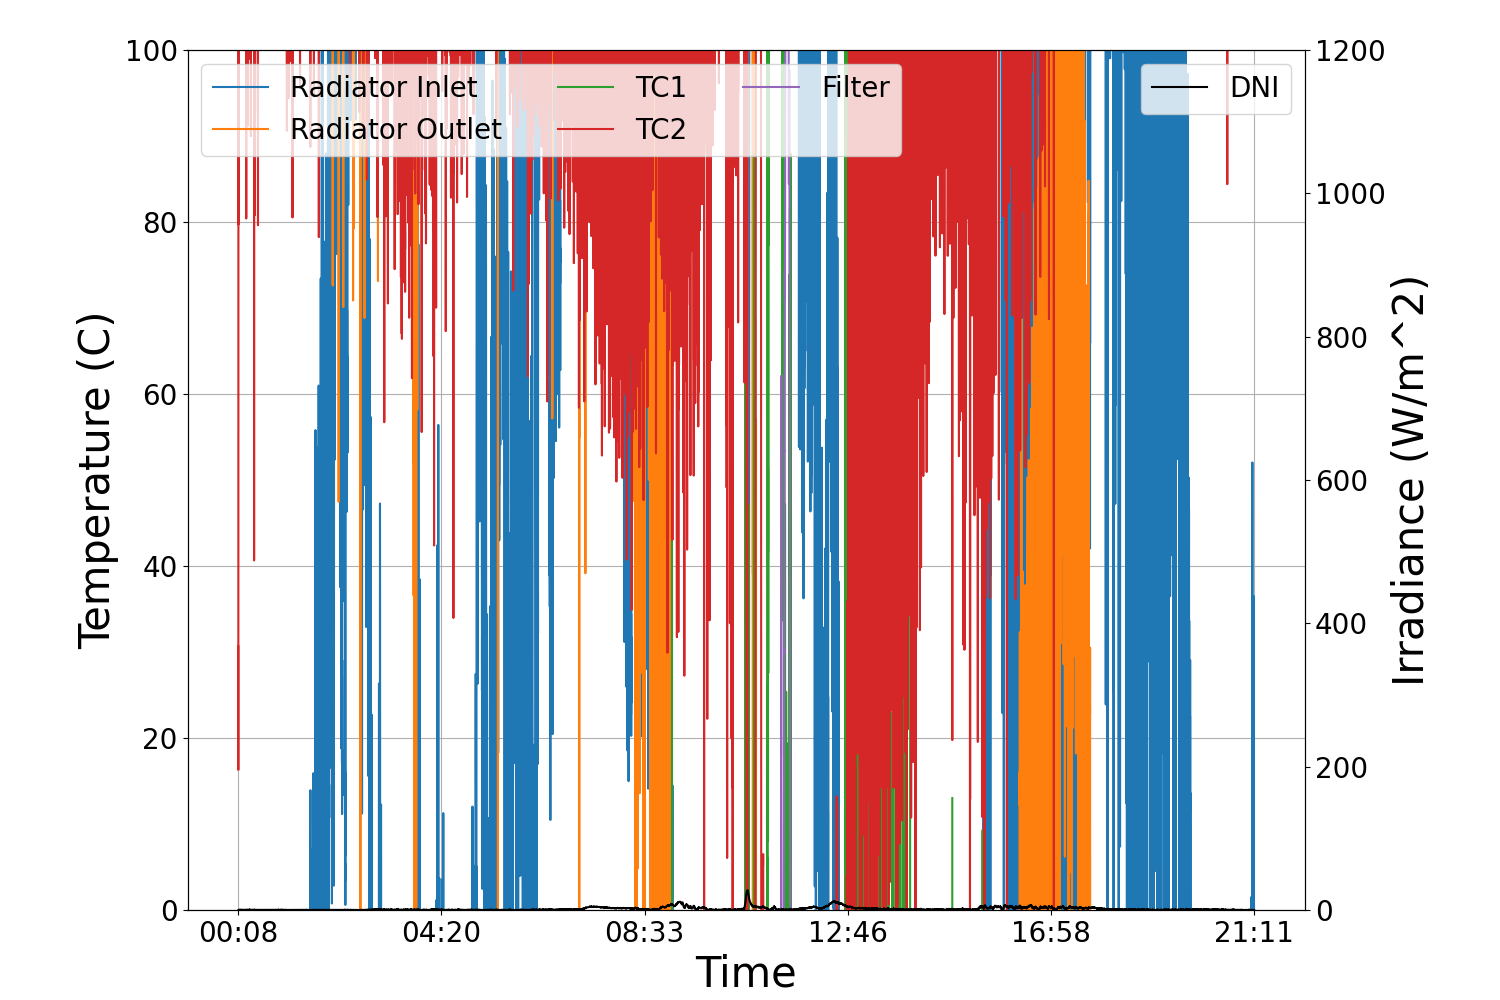 Radiator Inlet
Radiator Outlet
TC1
TC2
Filter
DNI
100
80
60
40
20
0
Temperature (C)
1200
1000
800
600
400
200
0
Irradiance (W/m^2)
00:08
04:20
08:33
12:46
16:58
21:11
Time